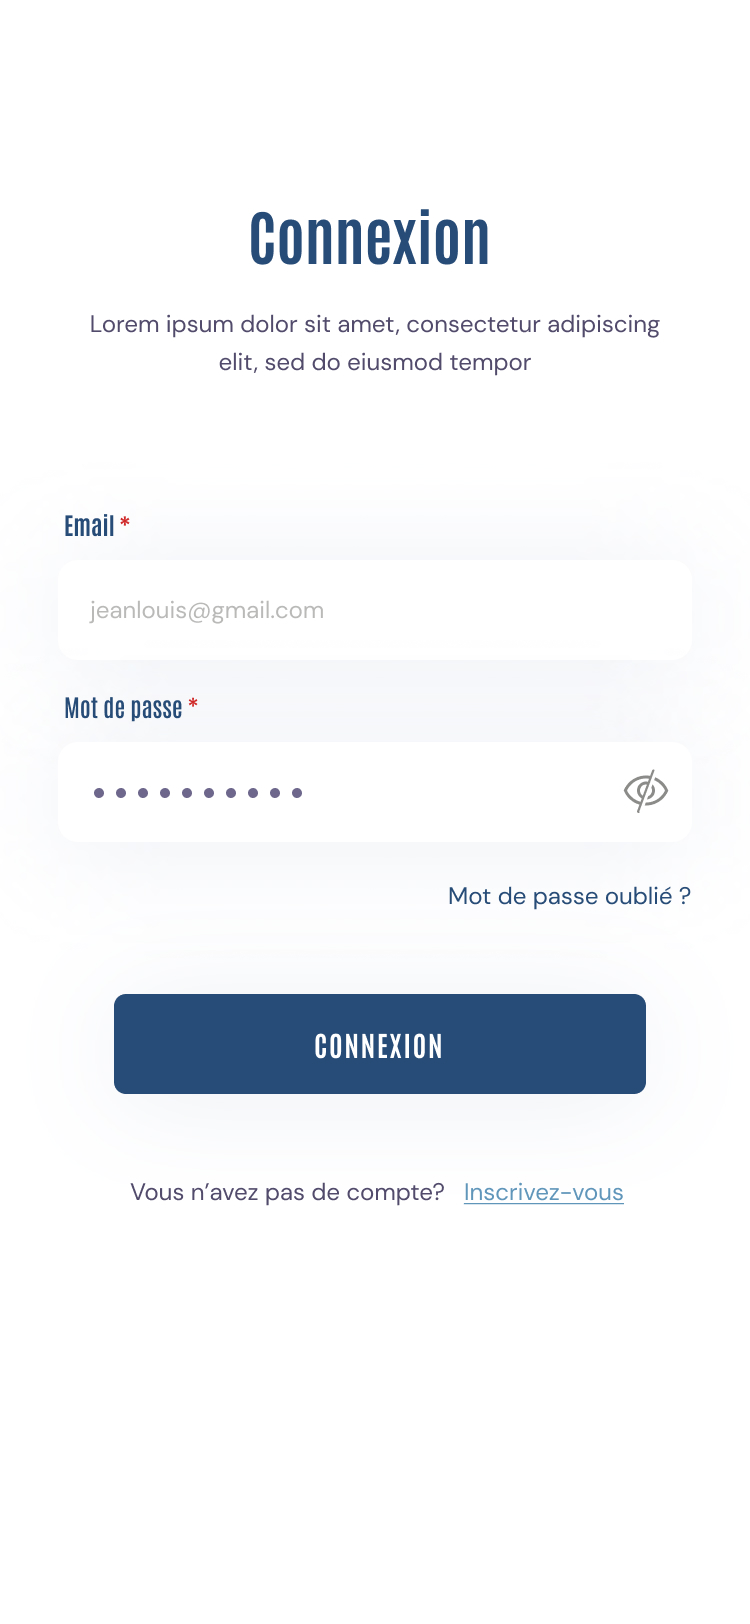 Connexion
Lorem ipsum dolor sit amet, consectetur adipiscing
elit, sed do eiusmod tempor
Email *
jeanlouis@gmail.com
Mot de passe *
Mot de passe oublié ?
CONNEXION
Vous n’avez pas de compte? Inscrivez-vous